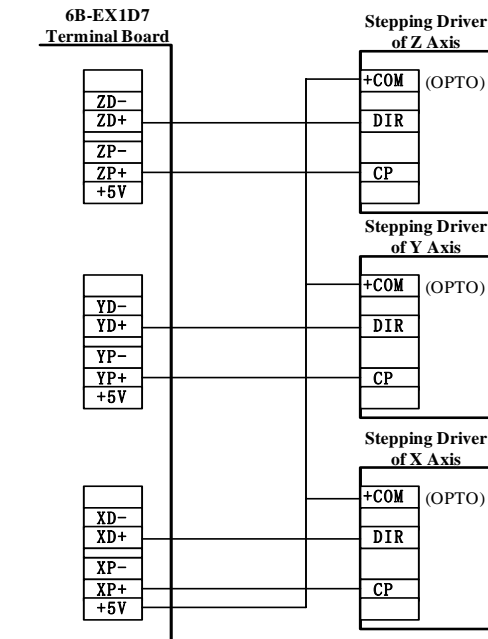 6B-EX1D7
Terminal Board
ZD-
ZD+
ZP-
ZP+
+5V
Stepping Driver
of Z Axis
+COM (OPTO)
DIR
CP
YD-
YD+
YP-
YP+
+5V
Stepping Driver
of Y Axis
+COM (OPTO)
DIR
CP
XD-
XD+
XP-
XP+
+5V
Stepping Driver
of X Axis
+COM (OPTO)
DIR
CP